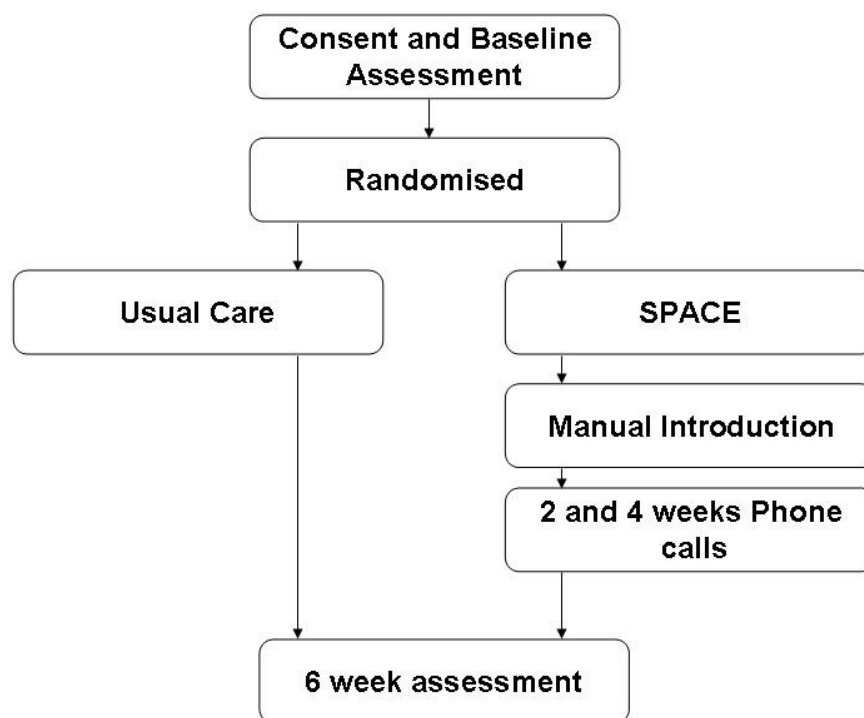 Consent and Baseline
Assessment
Randomised
Usual Care
SPACE
Manual Introduction
2 and 4 weeks Phone
calls
6 week assessment